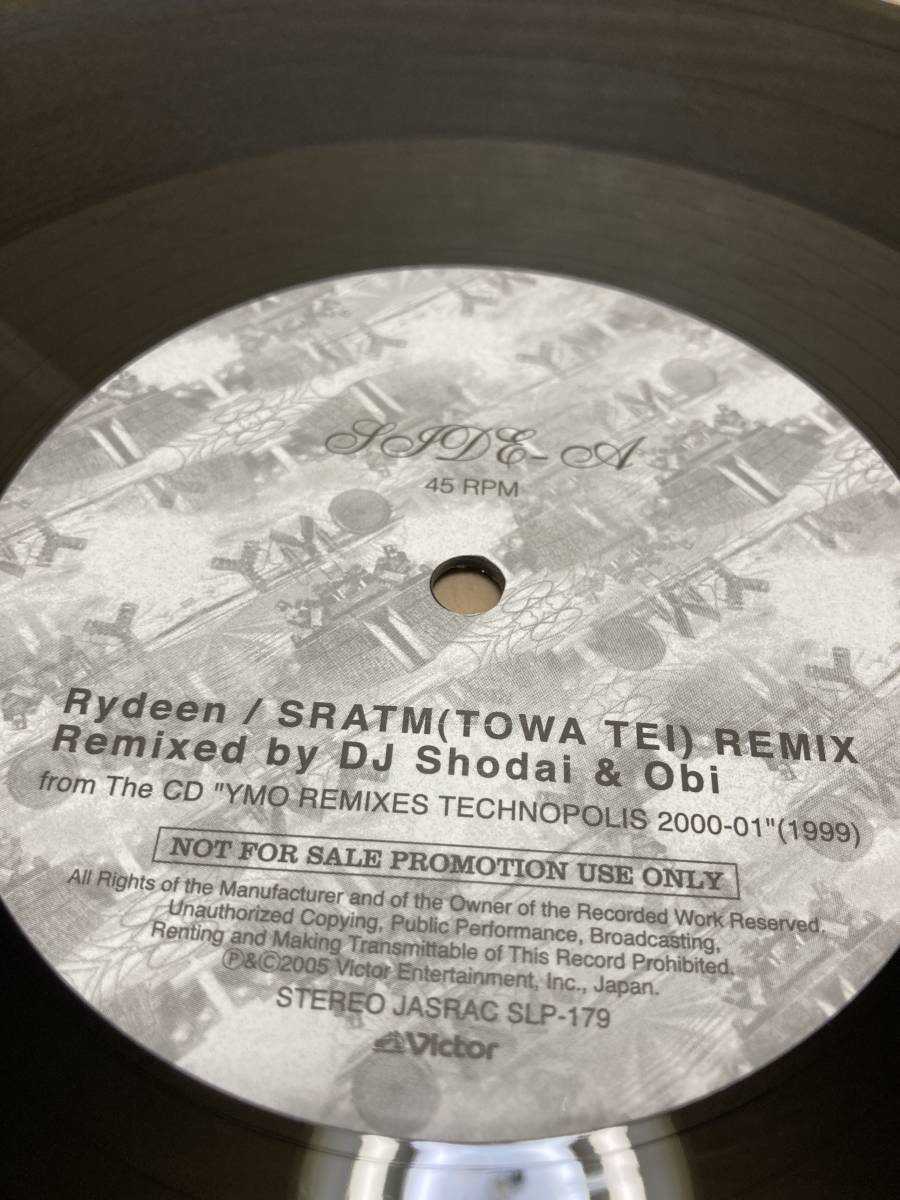 SIDE-A
45 RPM
Rydeen / SRATM(TOWA TEI) REMIX
Remixed by DJ Shodai & Obi
from The CD "YMO REMIXES TECHNOPOLIS 2000-01"(1999)
NOT FOR SALE PROMOTION USE ONLY
All Rights of the Manufacturer and of the Owner of the Recorded Work Reserved.
Unauthorized Copying, Public Performance, Broadcasting,
Renting and Making Transmittable of This Record Prohibited.
Ⓟ&©2005 Victor Entertainment, Inc., Japan.
STEREO JASRAC SLP-179
Victor